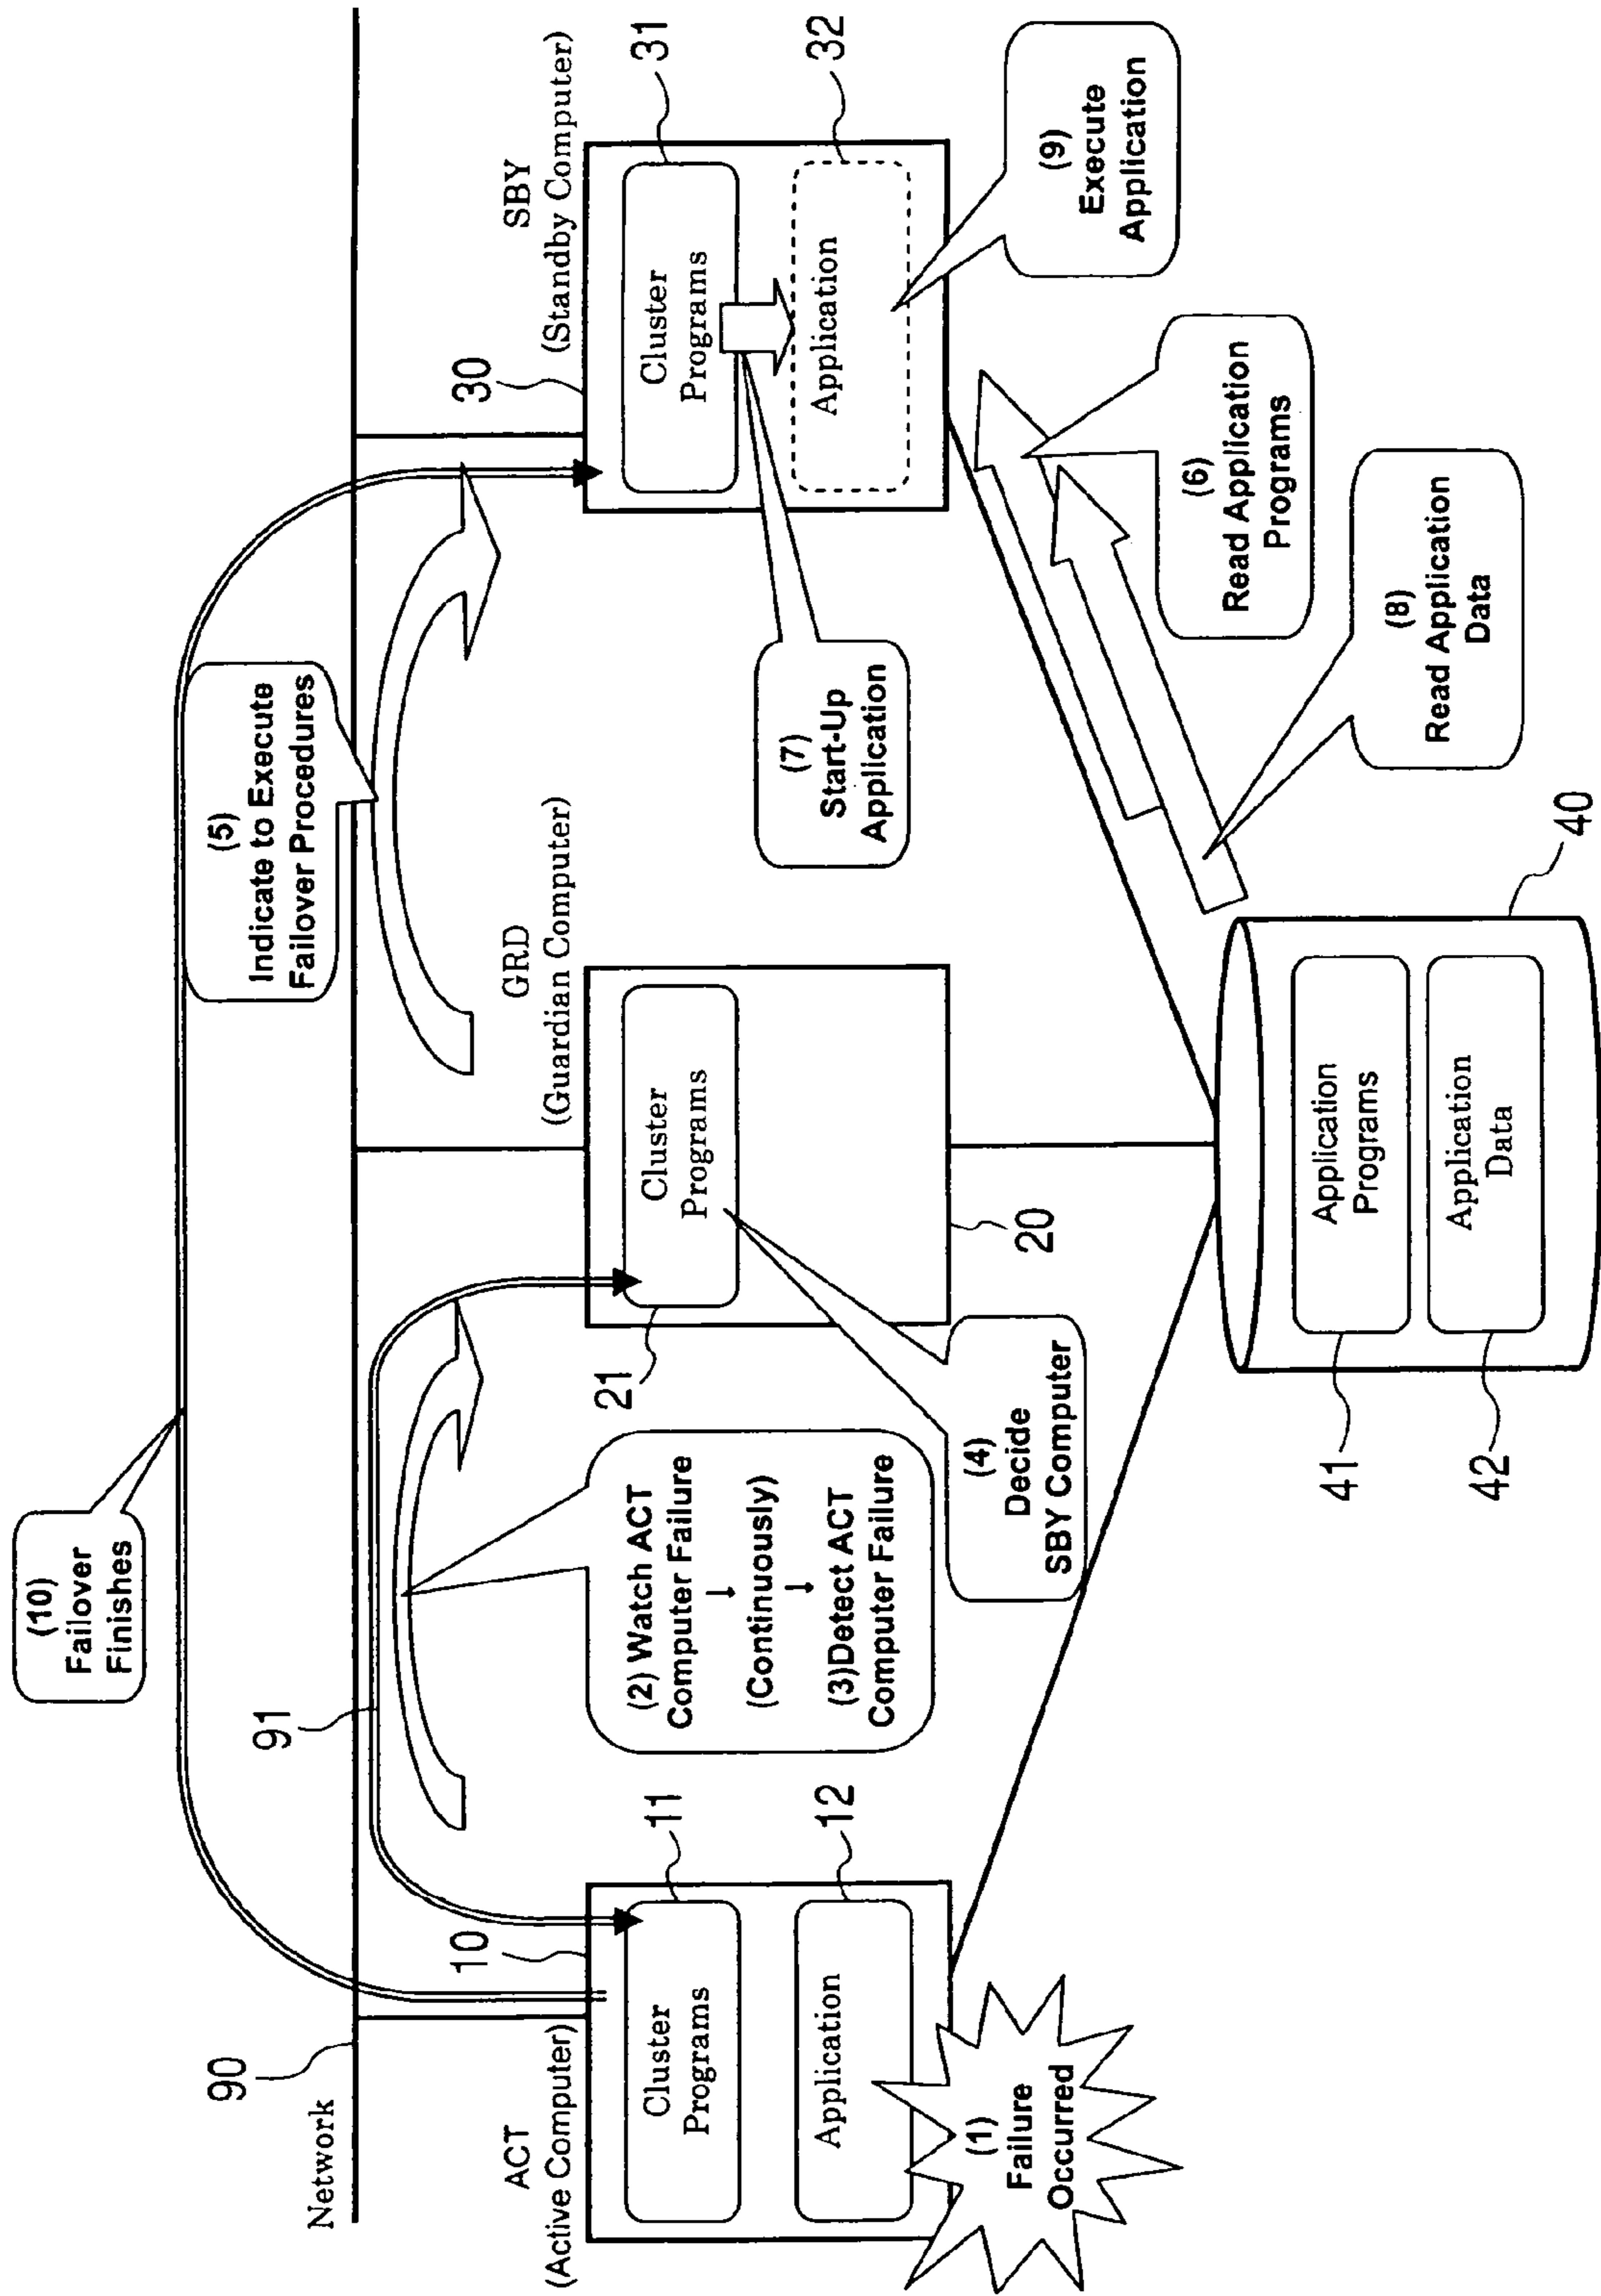 (10)
Failover
Finishes
(5)
Indicate to Execute
Failover Procedures
Network
90
91
ACT
(Active Computer)
10
Cluster
Programs
11
Application
12
(1)
Failure
Occurred
(2) Watch ACT
Computer Failure
↓
(Continuously)
↓
(3)Detect ACT
Computer Failure
GRD
(Guardian Computer)
Cluster
Programs
21
20
(4)
Decide
SBY Computer
SBY
(Standby Computer)
30
Cluster
Programs
31
Application
32
(7)
Start-Up
Application
(9)
Execute
Application
(6)
Read Application
Programs
(8)
Read Application
Data
40
Application
Programs
41
Application
Data
42